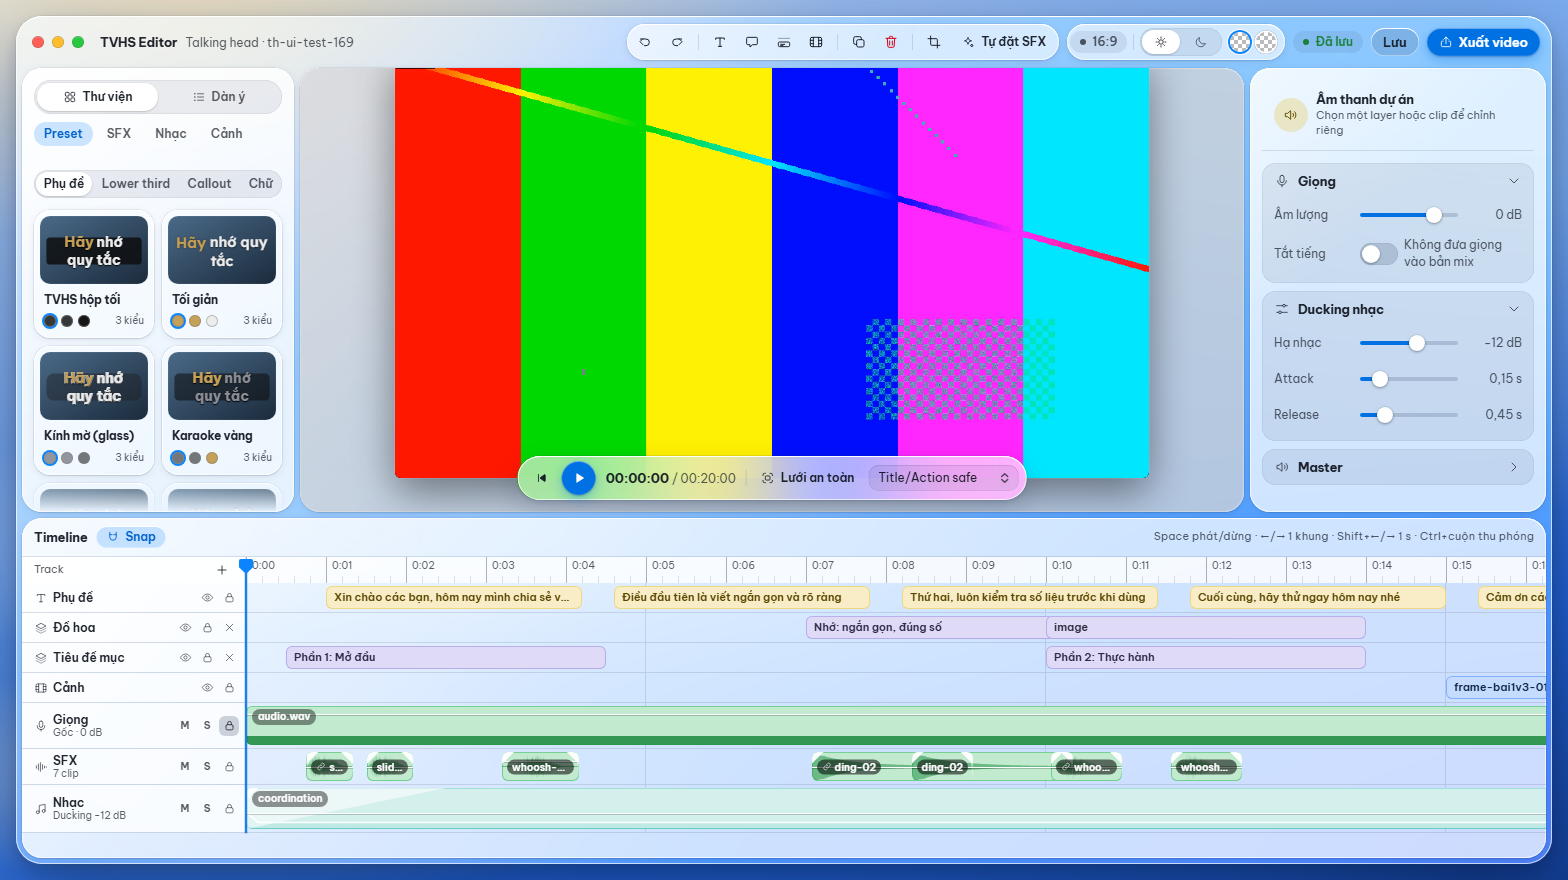 TVHS Editor Talking head · th-ui-test-169
Tự đặt SFX
16:9
Đã lưu
Lưu
Xuất video
Thư viện
Dàn ý
Preset SFX Nhạc Cảnh
Phụ đề Lower third Callout Chữ
Hãy nhớ
quy tắc
TVHS hộp tối
3 kiểu
Hãy nhớ quy
tắc
Tối giản
3 kiểu
Hãy nhớ
quy tắc
Kính mờ (glass)
3 kiểu
Hãy nhớ
quy tắc
Karaoke vàng
3 kiểu
00:00:00 / 00:20:00
Lưới an toàn
Title/Action safe
Âm thanh dự án
Chọn một layer hoặc clip để chỉnh
riêng
Giọng
Âm lượng 0 dB
Tắt tiếng
Không đưa giọng
vào bản mix
Ducking nhạc
Hạ nhạc -12 dB
Attack 0,15 s
Release 0,45 s
Master
Timeline
Snap
Space phát/dừng · ←/→ 1 khung · Shift+←/→ 1 s · Ctrl+cuộn thu phóng
Track
0:00 0:01 0:02 0:03 0:04 0:05 0:06 0:07 0:08 0:09 0:10 0:11 0:12 0:13 0:14 0:15
Phụ đề
Xin chào các bạn, hôm nay mình chia sẻ v...
Điều đầu tiên là viết ngắn gọn và rõ ràng
Thứ hai, luôn kiểm tra số liệu trước khi dùng
Cuối cùng, hãy thử ngay hôm nay nhé
Cảm ơn
Đồ họa
Nhớ: ngắn gọn, đúng số
image
Tiêu đề mục
Phần 1: Mở đầu
Phần 2: Thực hành
Cảnh
frame-bai1v3-01
Giọng
Gốc · 0 dB
M S
audio.wav
SFX
7 clip
M S
s...
slid...
whoosh-...
ding-02
ding-02
whoo...
whoosh...
Nhạc
Ducking -12 dB
M S
coordination